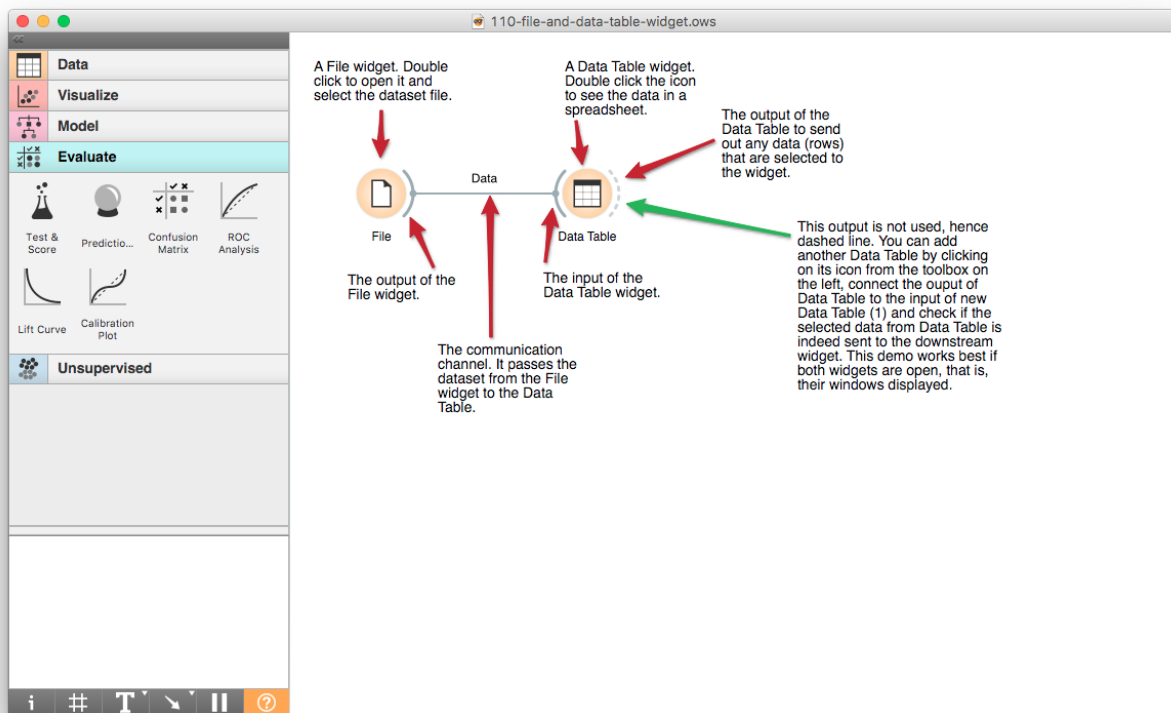 110-file-and-data-table-widget.ows
Data
Visualize
Model
Evaluate
Test &
Score
Predictio...
Confusion
Matrix
ROC
Analysis
Lift Curve
Calibration
Plot
Unsupervised
A File widget. Double
click to open it and
select the dataset file.
A Data Table widget.
Double click the icon
to see the data in a
spreadsheet.
The output of the
Data Table to send
out any data (rows)
that are selected to
the widget.
Data
File
Data Table
The output of the
File widget.
The input of the
Data Table widget.
This output is not used, hence
dashed line. You can add
another Data Table by clicking
on its icon from the toolbox on
the left, connect the ouput of
Data Table to the input of new
Data Table (1) and check if the
selected data from Data Table is
indeed sent to the downstream
widget. This demo works best if
both widgets are open, that is,
their windows displayed.
The communication
channel. It passes the
dataset from the File
widget to the Data
Table.
i
#
T
?